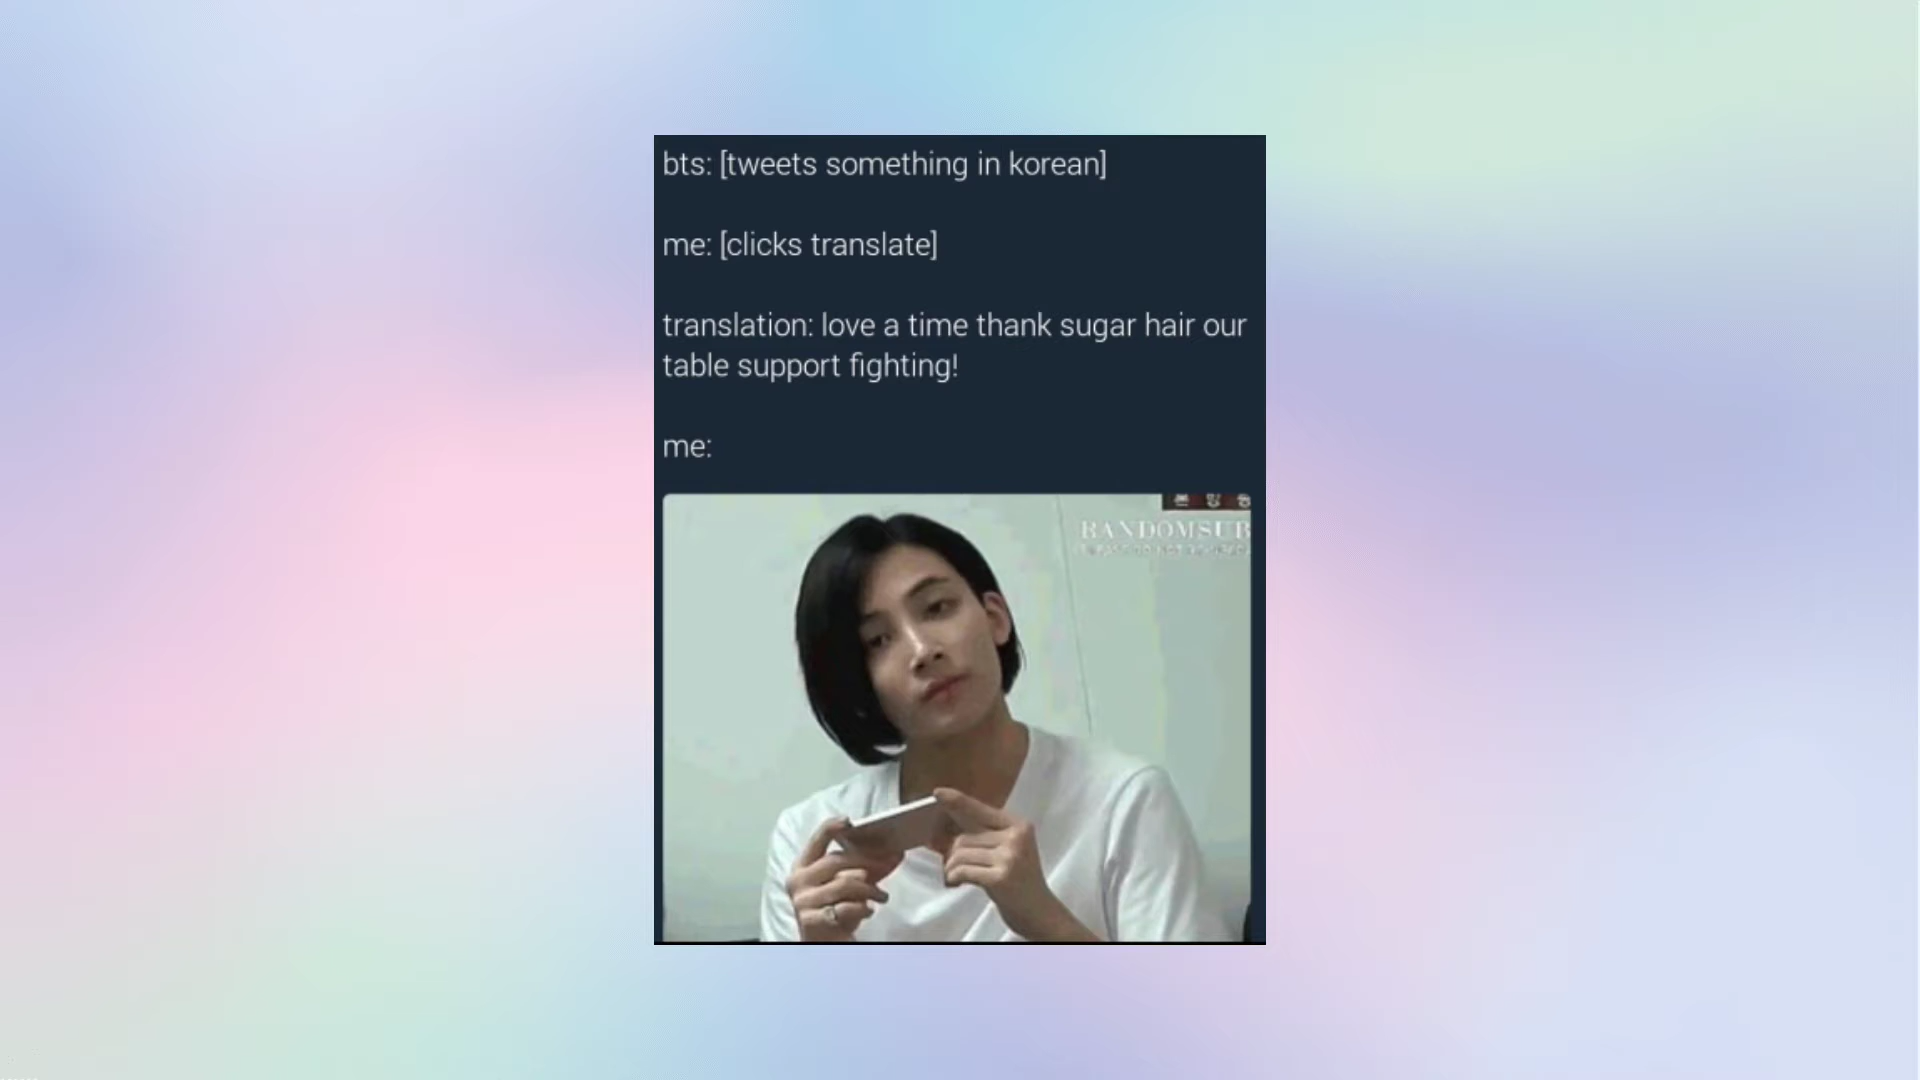 bts: [tweets something in korean]
me: [clicks translate]
translation: love a time thank sugar hair our
table support fighting!
me:
RANDOMSUB